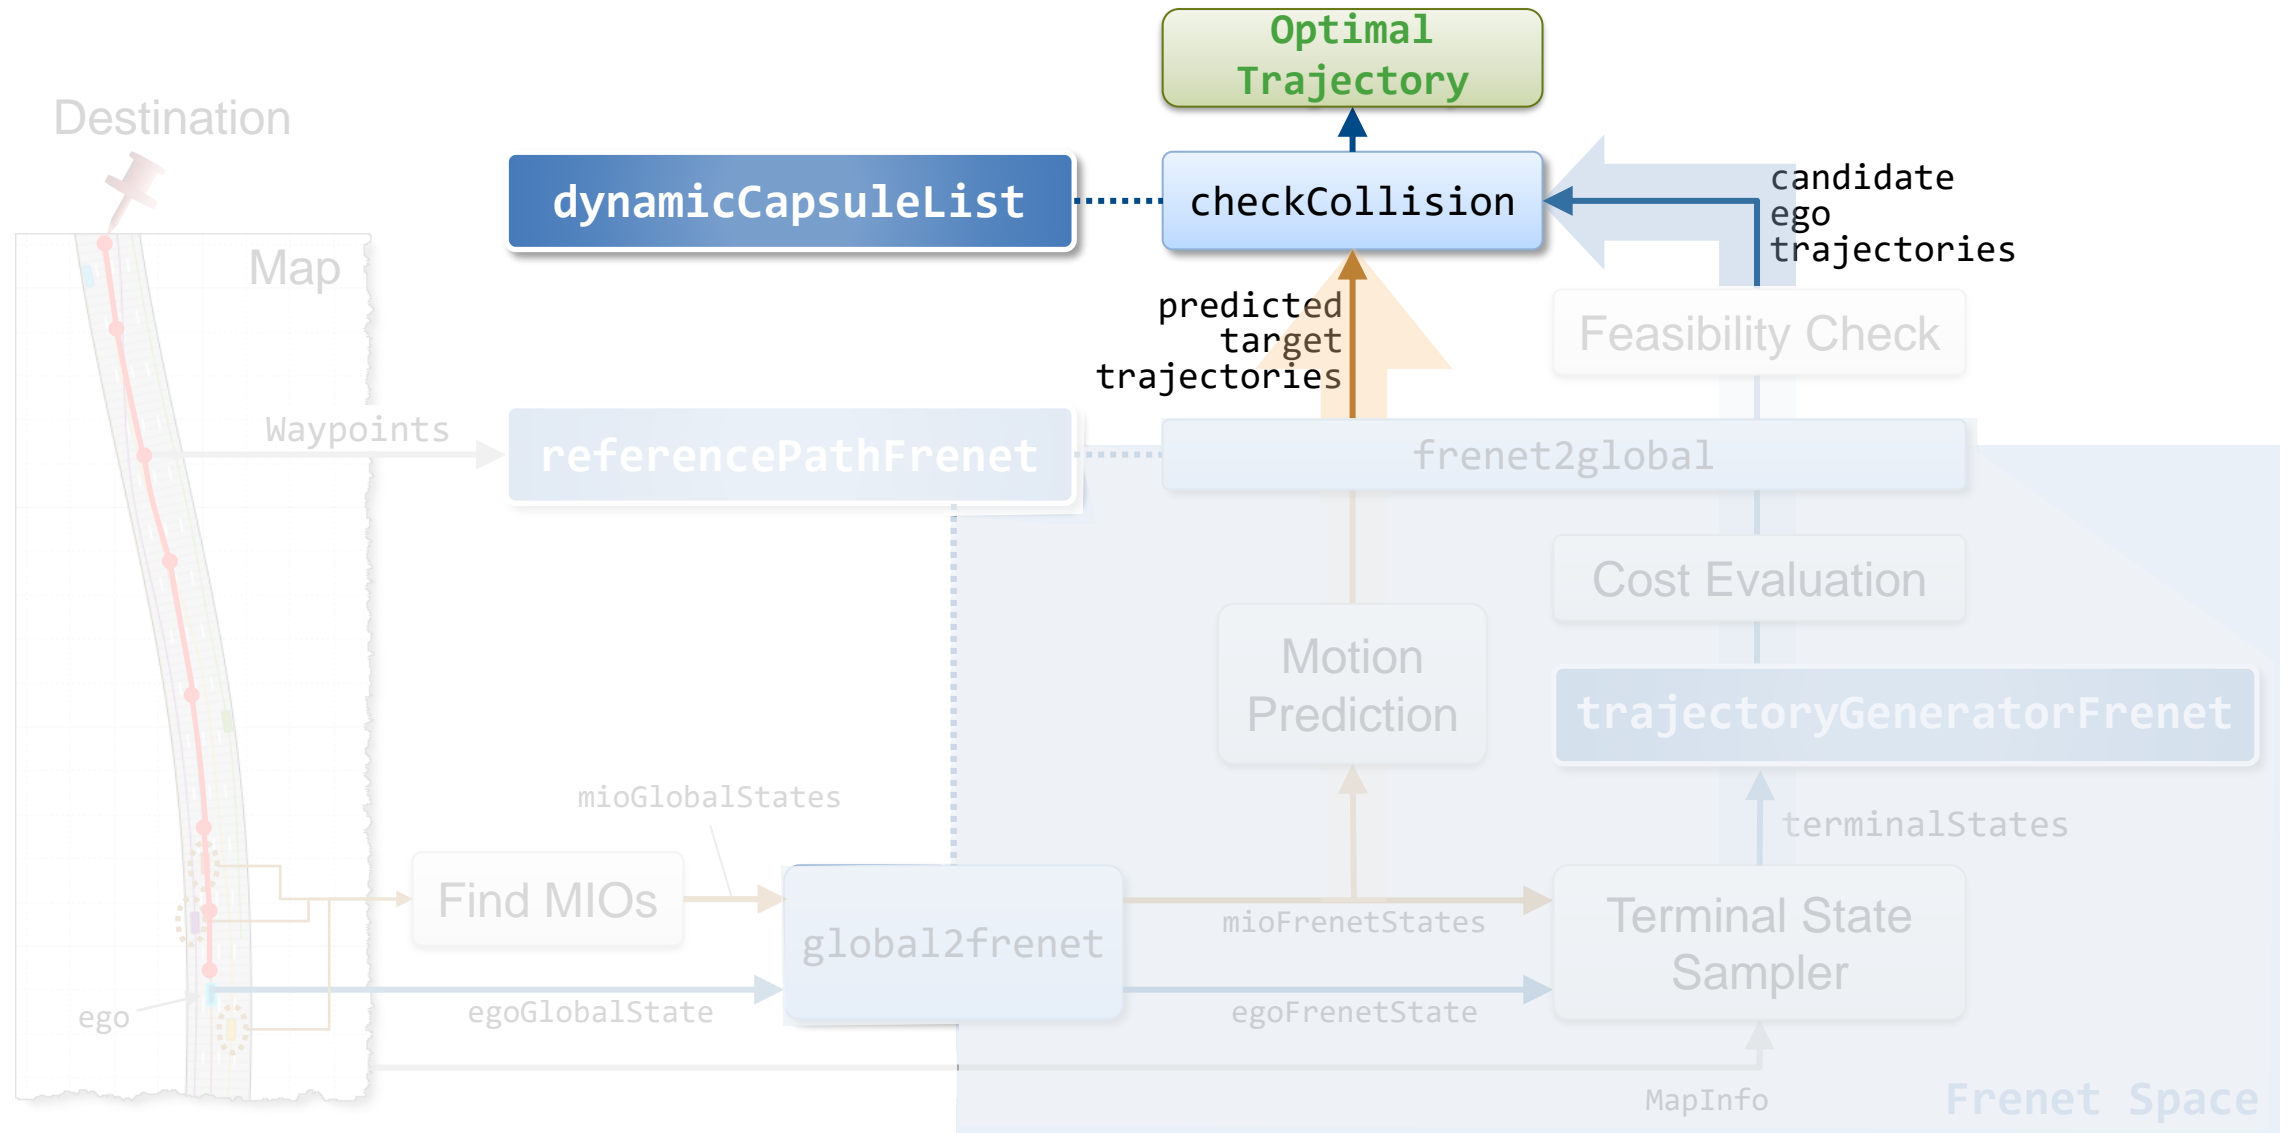 Optimal
Trajectory
Destination
dynamicCapsuleList
checkCollision
candidate
ego
trajectories
Map
predicted
target
trajectories
Feasibility Check
Waypoints
referencePathFrenet
frenet2global
Cost Evaluation
Motion
Prediction
trajectoryGeneratorFrenet
mioGlobalStates
terminalStates
Find MIOs
global2frenet
mioFrenetStates
Terminal State
Sampler
ego
egoGlobalState
egoFrenetState
MapInfo
Frenet Space